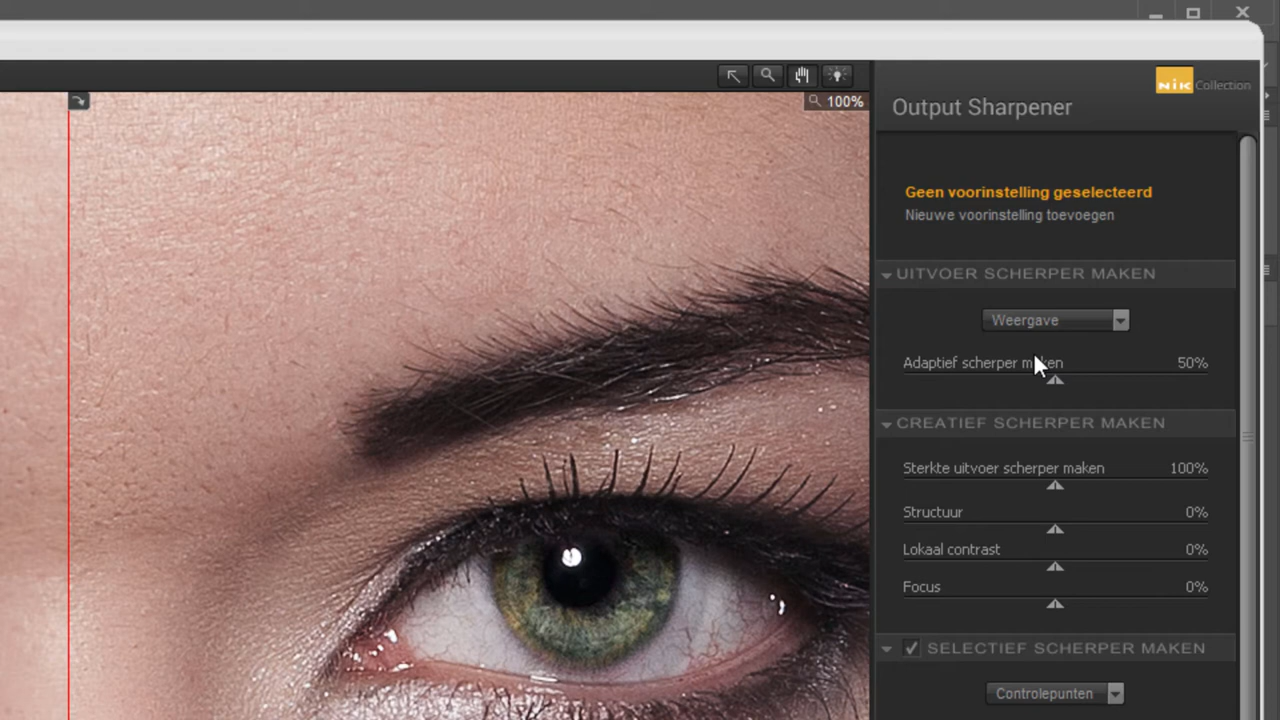 NiK Collection
Output Sharpener
100%
Geen voorinstelling geselecteerd
Nieuwe voorinstelling toevoegen
UITVOER SCHERPER MAKEN
Weergave
Adaptief scherper maken 50%
CREATIEF SCHERPER MAKEN
Sterkte uitvoer scherper maken 100%
Structuur 0%
Lokaal contrast 0%
Focus 0%
SELECTIEF SCHERPER MAKEN
Controlepunten